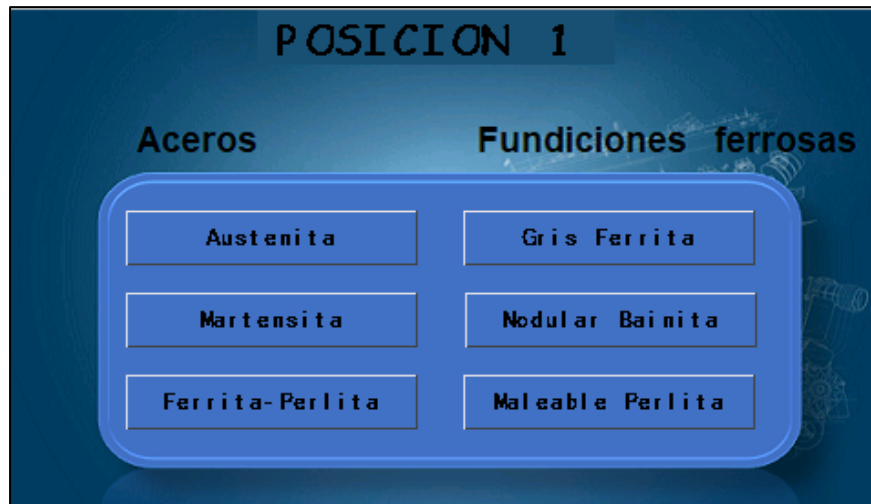 POSICION 1
Aceros
Fundiciones ferrosas
Austenita
Gris Ferrita
Martensita
Nodular Bainita
Ferrita-Perlita
Maleable Perlita